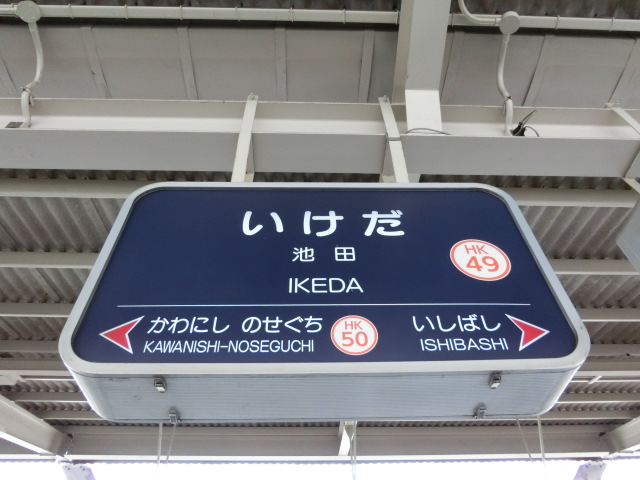 いけだ
池田
IKEDA
HK
49
かわにし のせぐち
KAWANISHI-NOSEGUCHI
HK
50
いしばし
ISHIBASHI